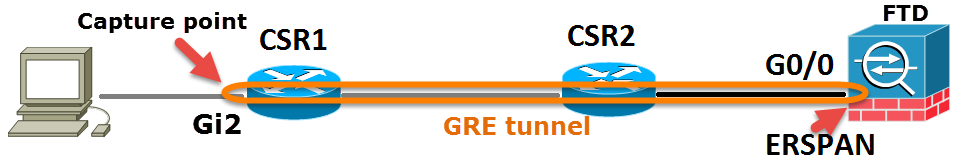 Capture point
CSR1
CSR2
FTD
G0/0
Gi2
GRE tunnel
ERSPAN